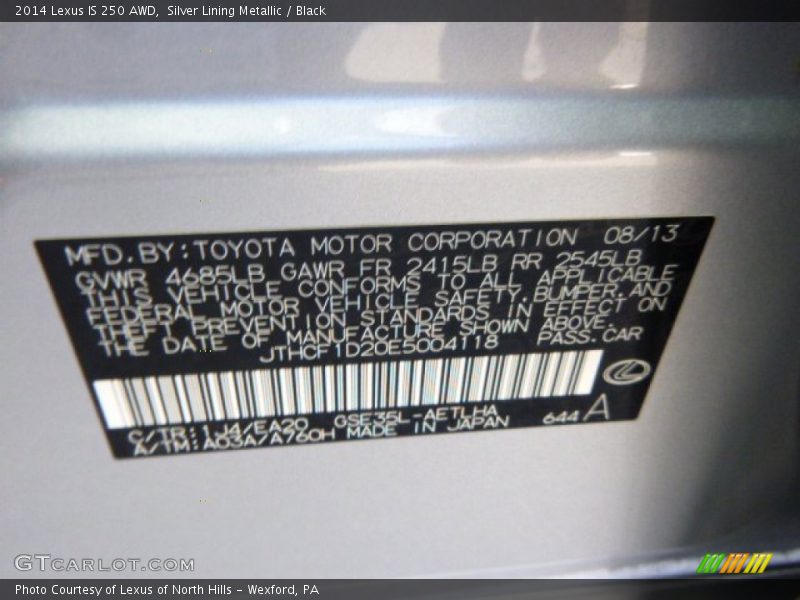 2014 Lexus IS 250 AWD, Silver Lining Metallic / Black
MFD.BY:TOYOTA MOTOR CORPORATION 08/13
GVWR 4685LB GAWR FR 2415LB RR 2545LB
THIS VEHICLE CONFORMS TO ALL APPLICABLE
FEDERAL MOTOR VEHICLE SAFETY,BUMPER,AND
THEFT PREVENTION STANDARDS IN EFFECT ON
THE DATE OF MANUFACTURE SHOWN ABOVE.
JTHCF1D20E5004118 PASS.CAR
C/TR:1J4/EA20 GSE35L-AETLHA
A/TM:A03A/A760H MADE IN JAPAN 644 A
GTCARLOT.COM
Photo Courtesy of Lexus of North Hills - Wexford, PA